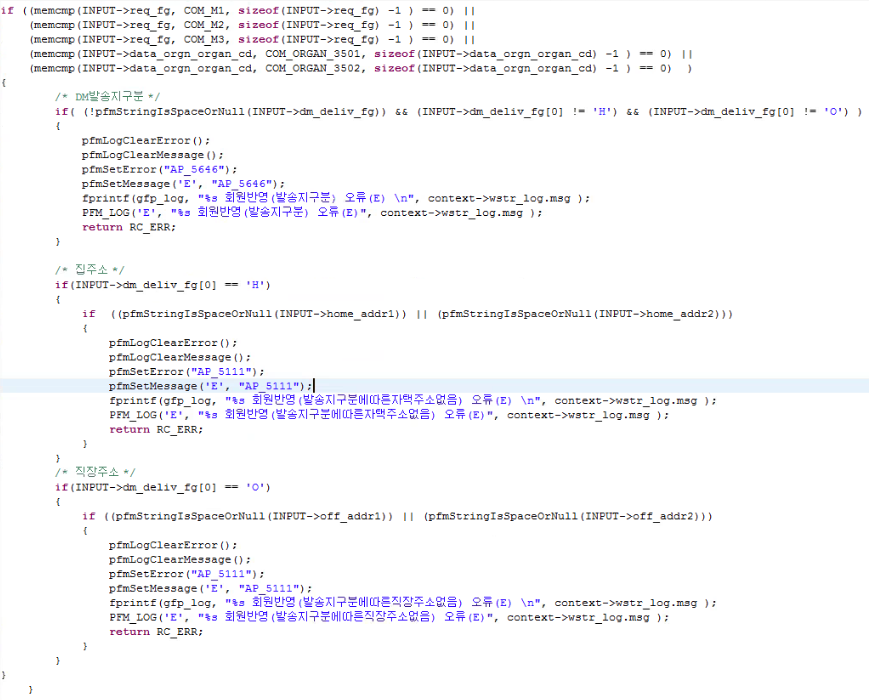 if ((memcmp(INPUT->req_fg, COM_M1, sizeof(INPUT->req_fg) -1 ) == 0) ||
(memcmp(INPUT->req_fg, COM_M2, sizeof(INPUT->req_fg) -1 ) == 0) ||
(memcmp(INPUT->req_fg, COM_M3, sizeof(INPUT->req_fg) -1 ) == 0) ||
(memcmp(INPUT->data_orgn_organ_cd, COM_ORGAN_3501, sizeof(INPUT->data_orgn_organ_cd) -1 ) == 0) ||
(memcmp(INPUT->data_orgn_organ_cd, COM_ORGAN_3502, sizeof(INPUT->data_orgn_organ_cd) -1 ) == 0) )
{
/* DM발송지구분 */
if( (!pfmStringIsSpaceOrNull(INPUT->dm_deliv_fg)) && (INPUT->dm_deliv_fg[0] != 'H') && (INPUT->dm_deliv_fg[0] != 'O') )
{
pfmLogClearError();
pfmLogClearMessage();
pfmSetError("AP_5646");
pfmSetMessage('E', "AP_5646");
fprintf(gfp_log, "%s 회원반영(발송지구분) 오류(E) \n", context->wstr_log.msg );
PFM_LOG('E', "%s 회원반영(발송지구분) 오류(E)", context->wstr_log.msg );
return RC_ERR;
}
/* 집주소 */
if(INPUT->dm_deliv_fg[0] == 'H')
{
if ((pfmStringIsSpaceOrNull(INPUT->home_addr1)) || (pfmStringIsSpaceOrNull(INPUT->home_addr2)))
{
pfmLogClearError();
pfmLogClearMessage();
pfmSetError("AP_5111");
pfmSetMessage('E', "AP_5111");
fprintf(gfp_log, "%s 회원반영(발송지구분에따른자택주소없음) 오류(E) \n", context->wstr_log.msg );
PFM_LOG('E', "%s 회원반영(발송지구분에따른자택주소없음) 오류(E)", context->wstr_log.msg );
return RC_ERR;
}
}
/* 직장주소 */
if(INPUT->dm_deliv_fg[0] == 'O')
{
if ((pfmStringIsSpaceOrNull(INPUT->off_addr1)) || (pfmStringIsSpaceOrNull(INPUT->off_addr2)))
{
pfmLogClearError();
pfmLogClearMessage();
pfmSetError("AP_5111");
pfmSetMessage('E', "AP_5111");
fprintf(gfp_log, "%s 회원반영(발송지구분에따른직장주소없음) 오류(E) \n", context->wstr_log.msg );
PFM_LOG('E', "%s 회원반영(발송지구분에따른직장주소없음) 오류(E)", context->wstr_log.msg );
return RC_ERR;
}
}
}
}